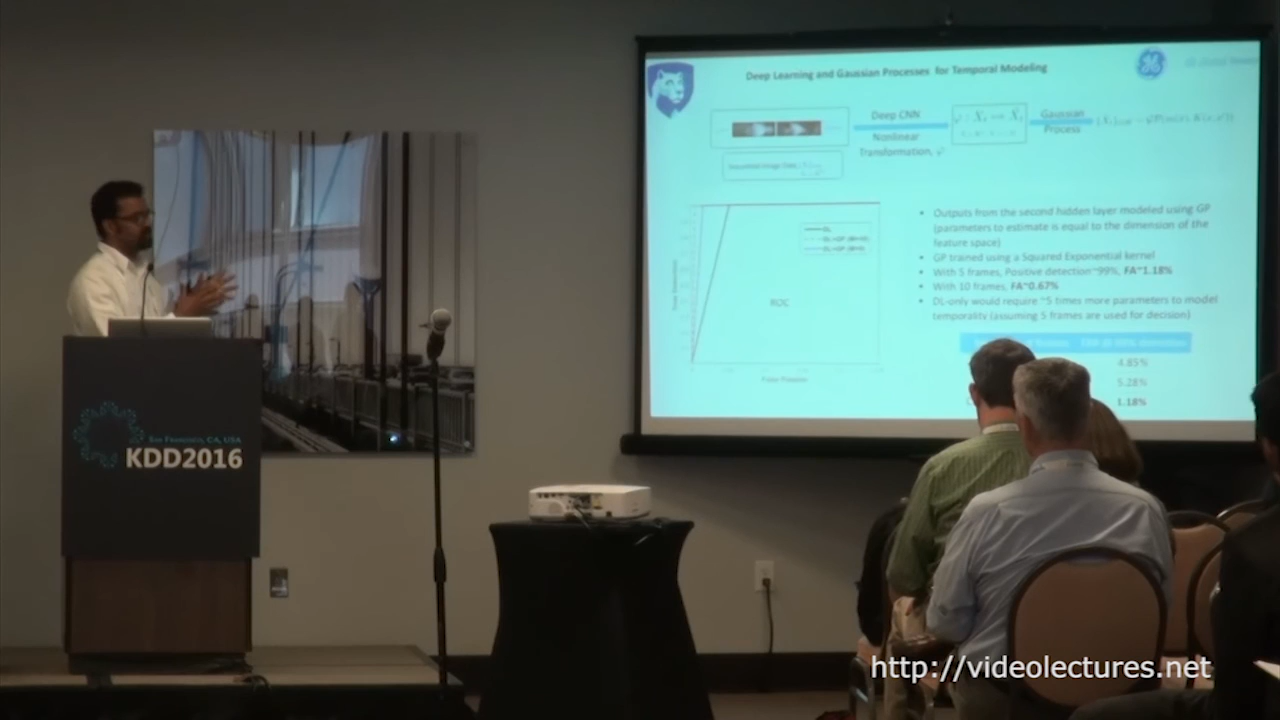 Deep Learning and Gaussian Processes for Temporal Modeling
Deep CNN
Nonlinear
Transformation, φ
Gaussian
Process
DL
ROC
• Outputs from the second hidden layer modeled using GP
(parameters to estimate is equal to the dimension of the
feature space)
• GP trained using a Squared Exponential kernel
• With 5 frames, Positive detection~99%, FA~1.18%
• With 10 frames, FA~0.67%
• DL-only would require ~5 times more parameters to model
temporality (assuming 5 frames are used for decision)
4.85%
5.28%
1.18%
San Francisco, CA, USA
KDD2016
http://videolectures.net